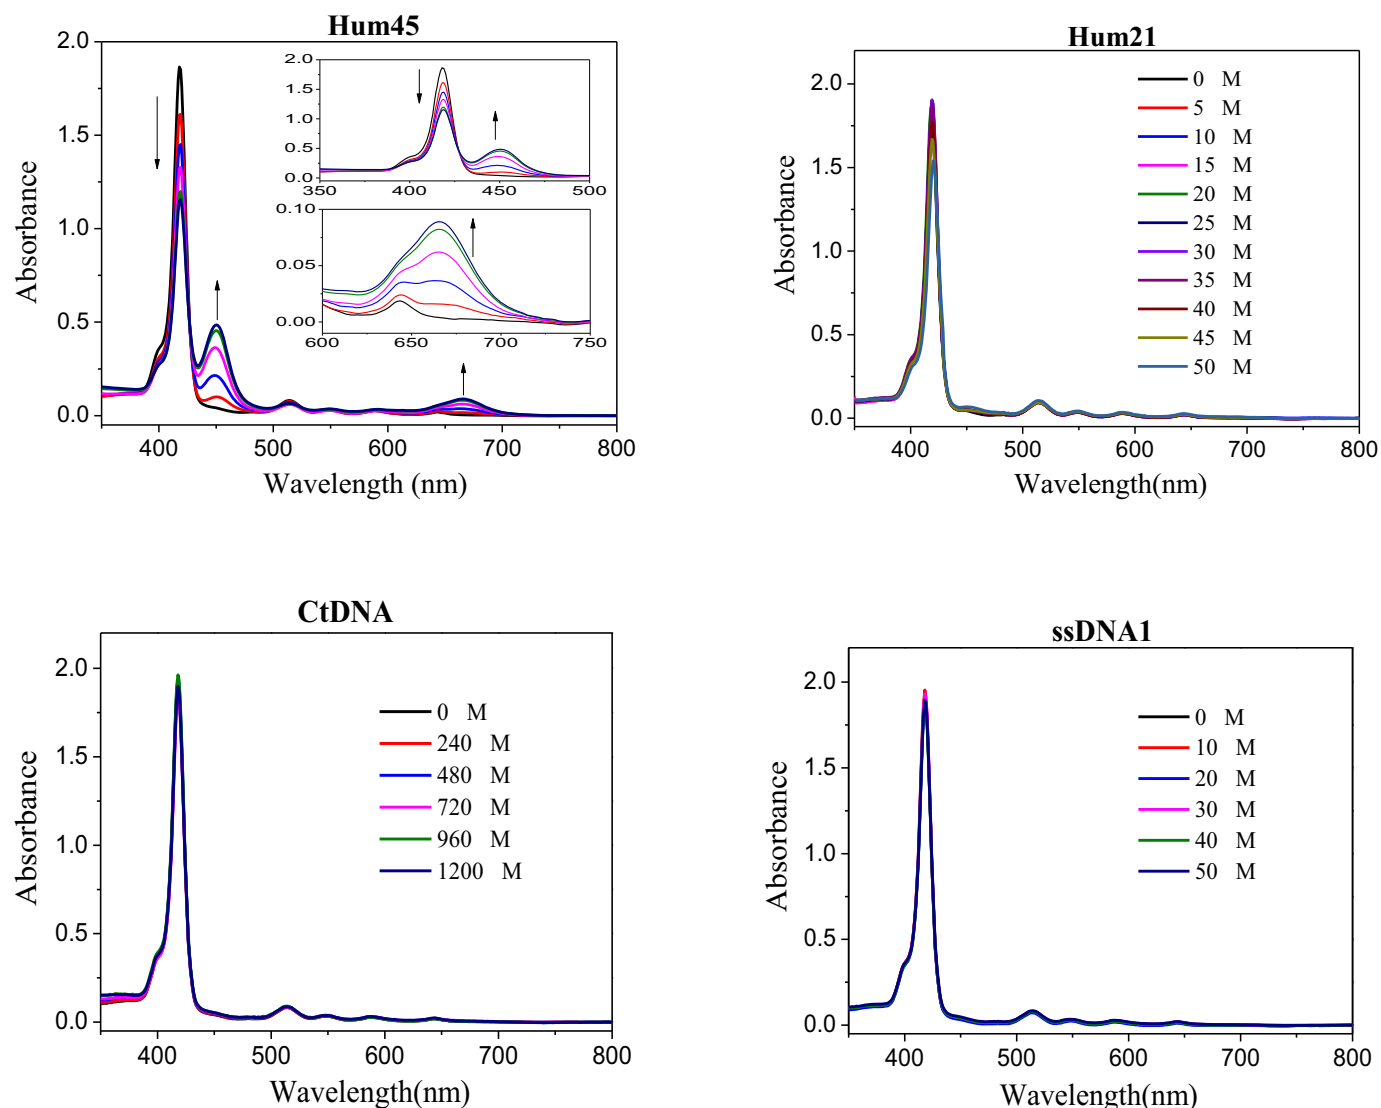 Hum45
2.0
1.5
1.0
0.5
0.0
400
500
600
700
800
Absorbance
Wavelength (nm)
2.0
1.5
1.0
0.5
0.0
350
400
450
500
0.10
0.05
0.00
600
650
700
750
Hum21
2.0
1.5
1.0
0.5
0.0
400
500
600
700
800
Absorbance
Wavelength(nm)
0 M
5 M
10 M
15 M
20 M
25 M
30 M
35 M
40 M
45 M
50 M
CtDNA
2.0
1.5
1.0
0.5
0.0
400
500
600
700
800
Absorbance
Wavelength(nm)
0 M
240 M
480 M
720 M
960 M
1200 M
ssDNA1
2.0
1.5
1.0
0.5
0.0
400
500
600
700
800
Absorbance
Wavelength(nm)
0 M
10 M
20 M
30 M
40 M
50 M